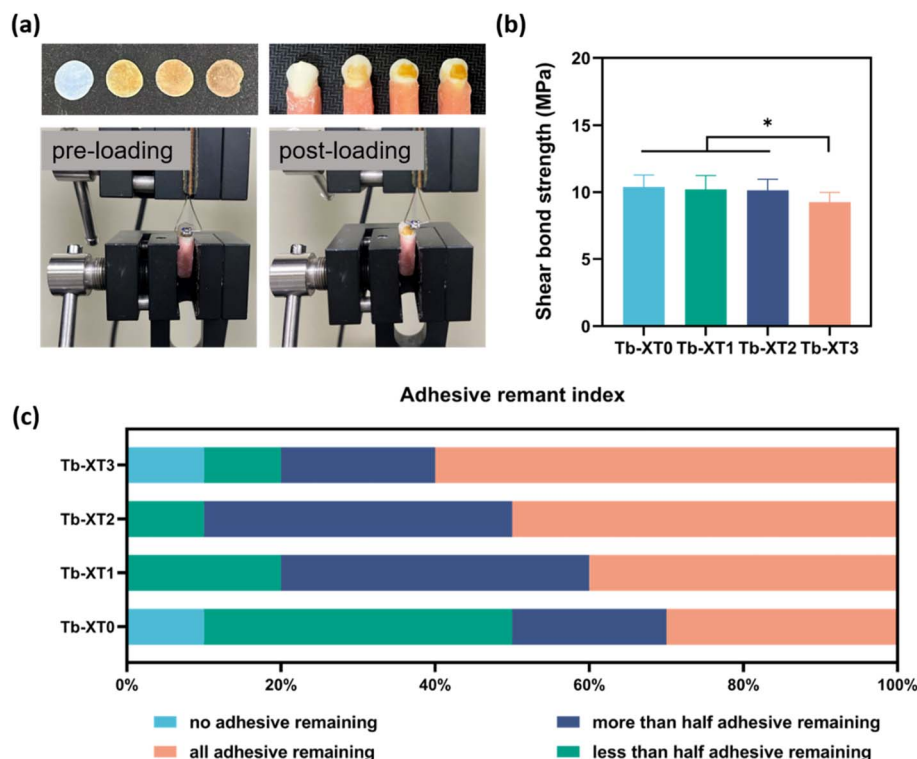 (a)
pre-loading
post-loading
(b)
Shear bond strength (MPa)
20
15
10
5
0
*
Tb-XT0 Tb-XT1 Tb-XT2 Tb-XT3
(c)
Adhesive remant index
Tb-XT3
Tb-XT2
Tb-XT1
Tb-XT0
0% 20% 40% 60% 80% 100%
no adhesive remaining
more than half adhesive remaining
all adhesive remaining
less than half adhesive remaining